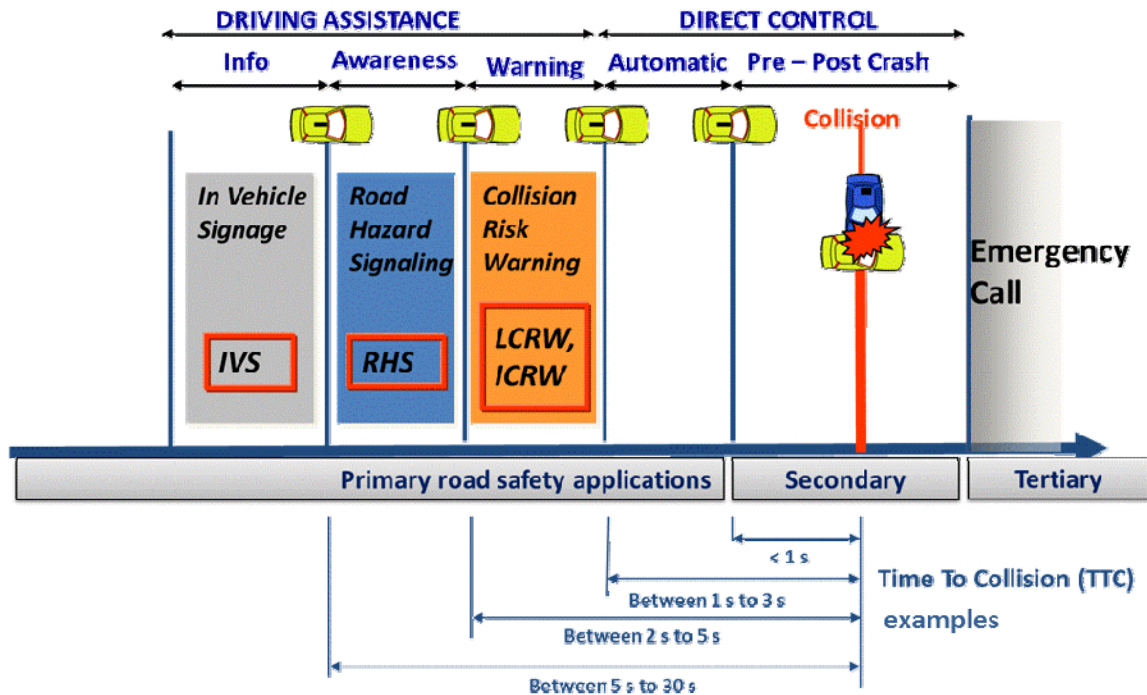 DRIVING ASSISTANCE
DIRECT CONTROL
Info
Awareness
Warning
Automatic
Pre – Post Crash
Collision
In Vehicle
Signage
IVS
Road
Hazard
Signaling
RHS
Collision
Risk
Warning
LCRW,
ICRW
Emergency
Call
Primary road safety applications
Secondary
Tertiary
< 1 s
Between 1 s to 3 s
Between 2 s to 5 s
Between 5 s to 30 s
Time To Collision (TTC)
examples